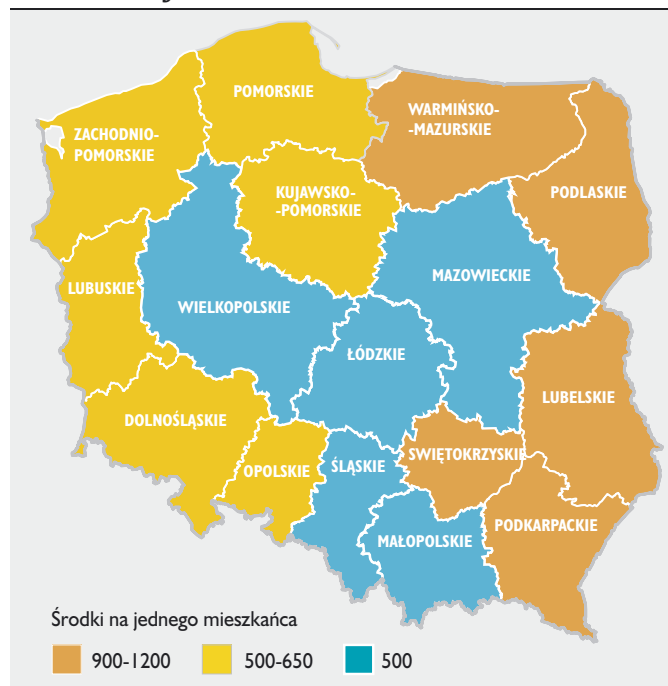 POMORSKIE
WARMIŃSKO-
-MAZURSKIE
ZACHODNIO-
POMORSKIE
PODLASKIE
KUJAWSKO-
-POMORSKIE
MAZOWIECKIE
LUBUSKIE
WIELKOPOLSKIE
ŁÓDZKIE
LUBELSKIE
DOLNOŚLĄSKIE
OPOLSKIE
ŚLĄSKIE
SWIĘTOKRZYSKIE
PODKARPACKIE
MAŁOPOLSKIE
Środki na jednego mieszkańca
900-1200
500-650
500